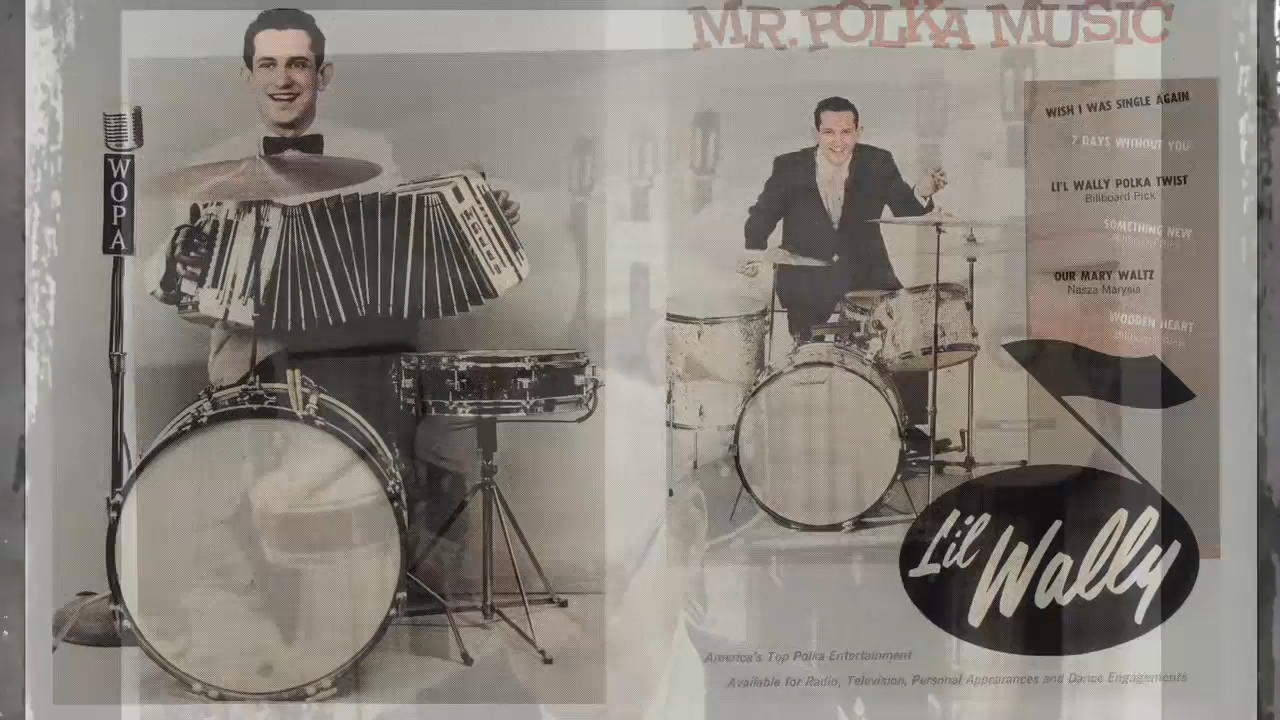 MR. POLKA MUSIC
WOPA
WISH I WAS SINGLE AGAIN
7 DAYS WITHOUT YOU
LI'L WALLY POLKA TWIST
Billboard Pick
SOMETHING NEW
OUR MARY WALTZ
Nasza Marysia
WOODEN HEART
Li'l Wally
America's Top Polka Entertainment
Available for Radio, Television, Personal Appearances and Dance Engagements